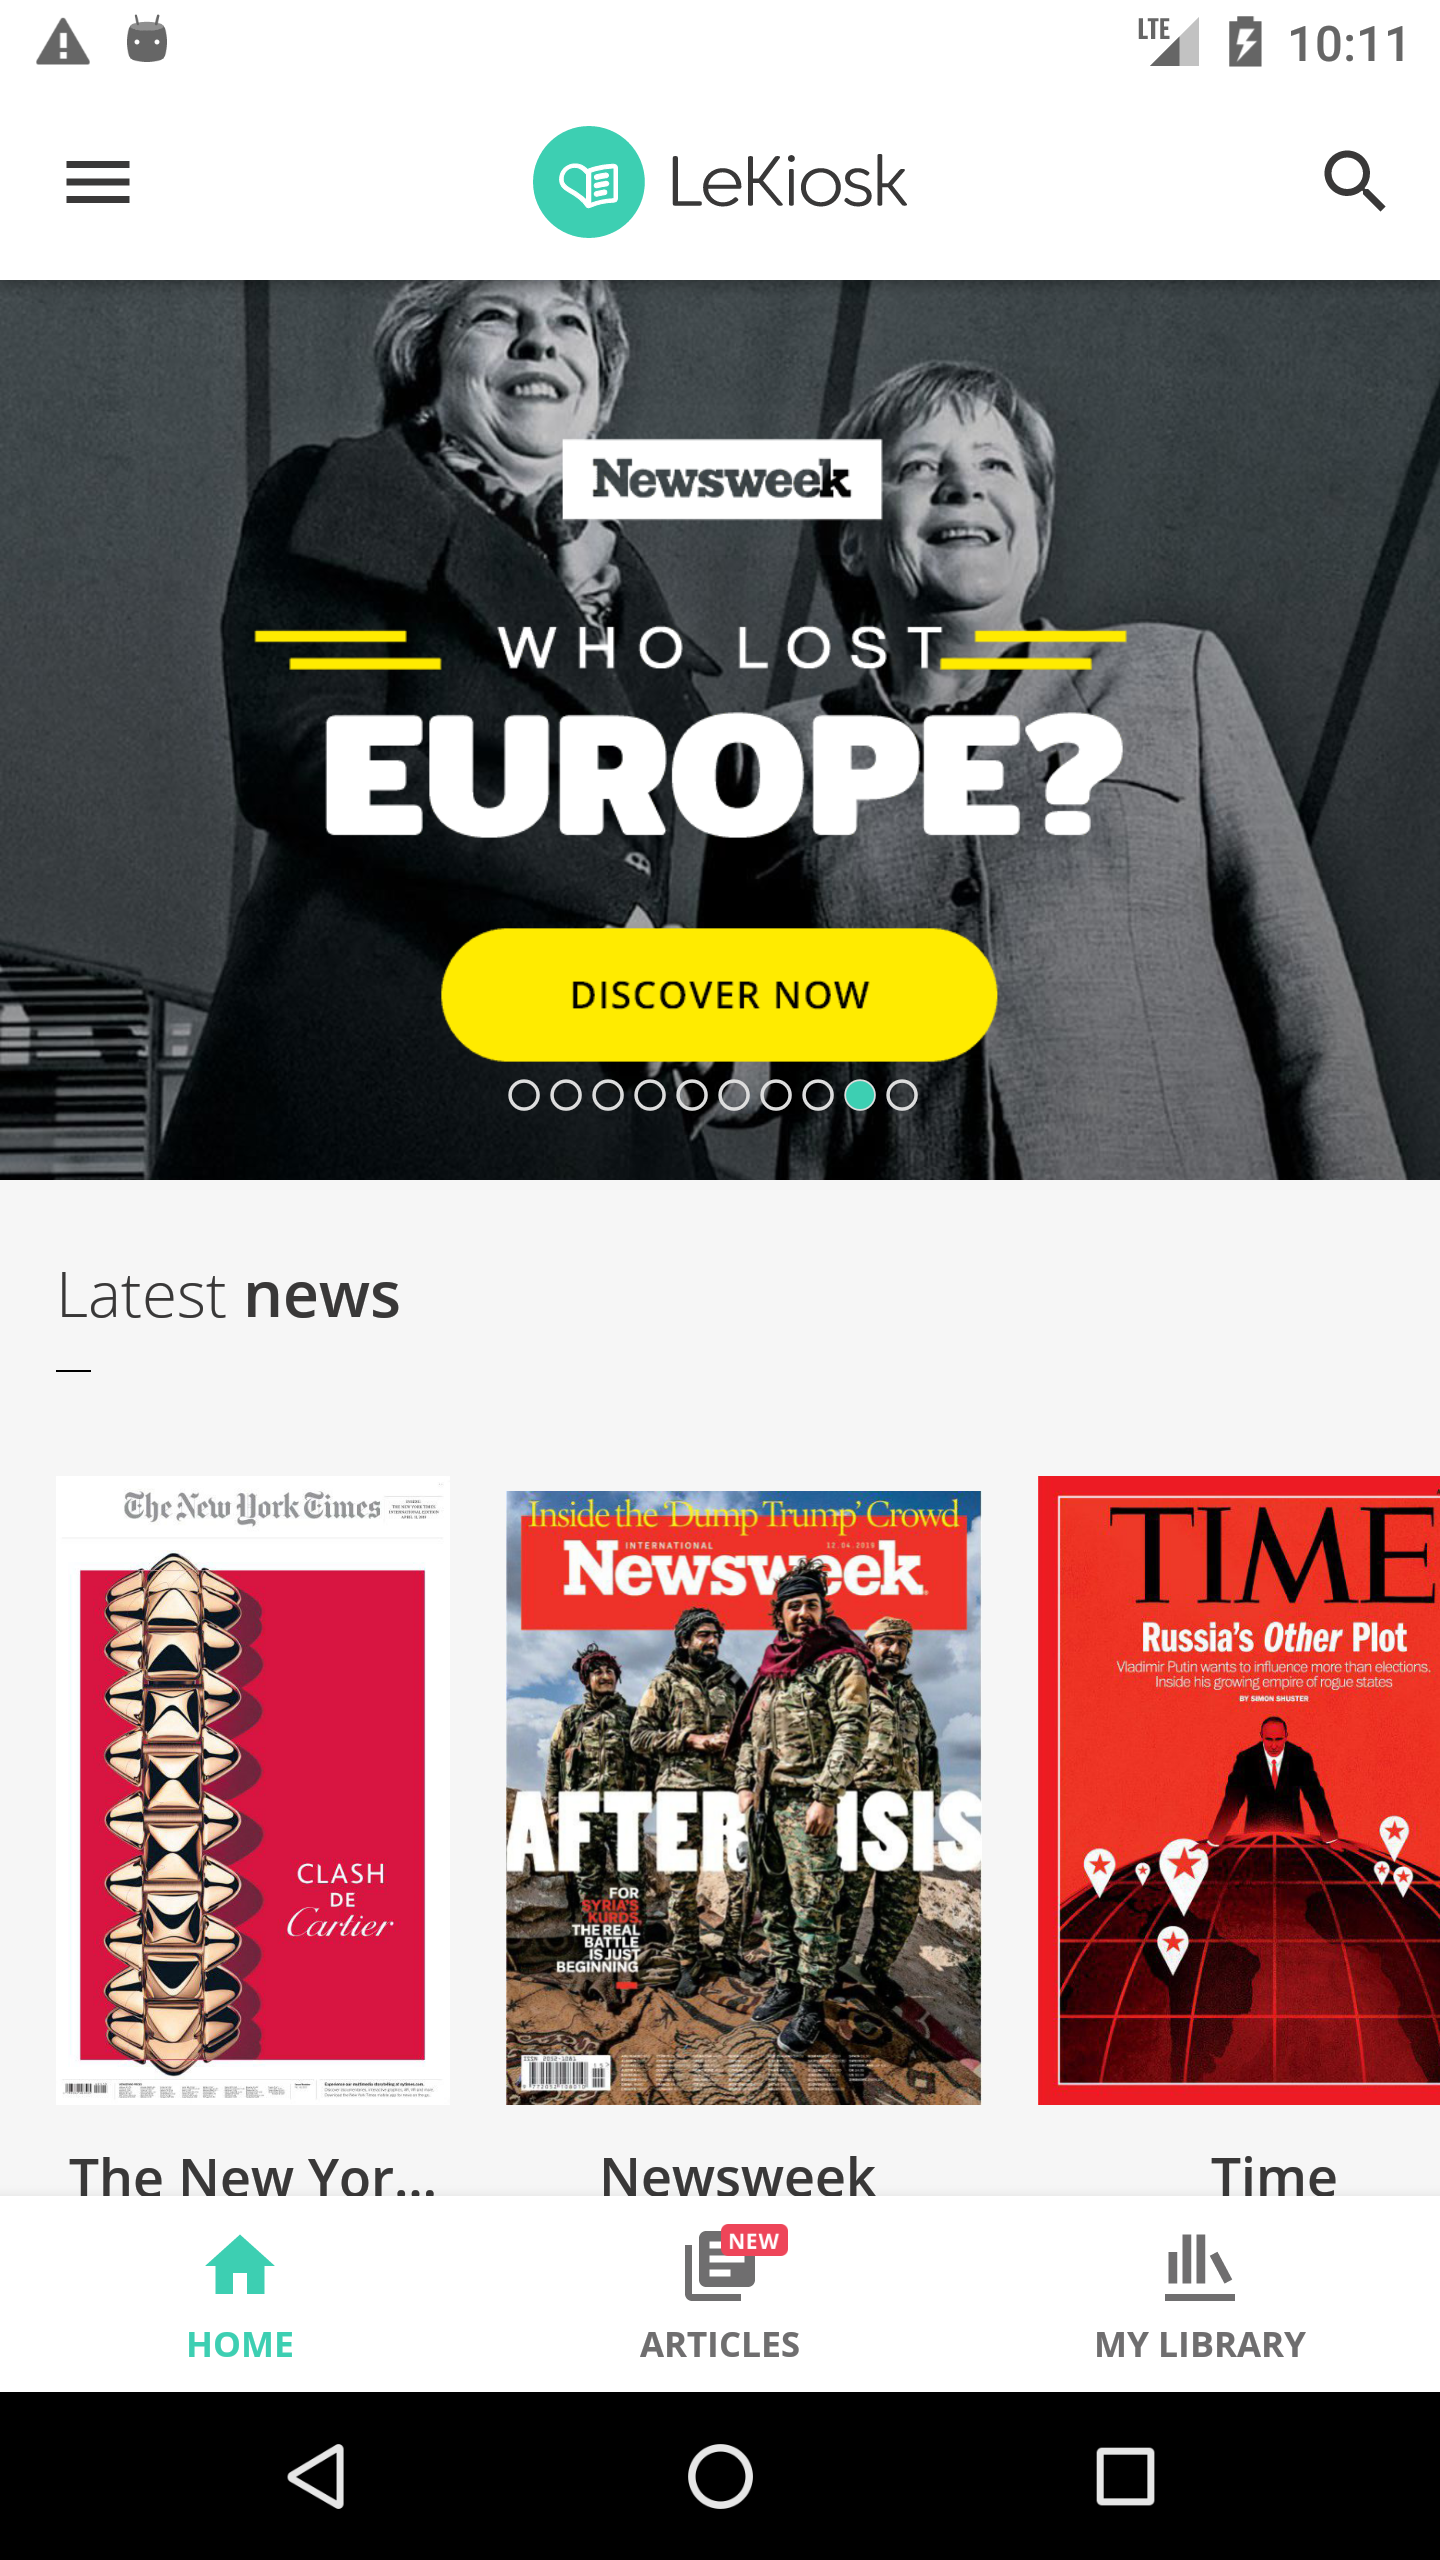 LTE 10:11
LeKiosk
Newsweek
WHO LOST
EUROPE?
DISCOVER NOW
Latest news
The New York Times
CLASH
DE
Cartier
Inside the 'Dump Trump' Crowd
INTERNATIONAL 12.04.2019
Newsweek
AFTER ISIS
FOR
SYRIA'S
KURDS,
THE REAL
BATTLE
IS JUST
BEGINNING
TIME
Russia's Other Plot
Vladimir Putin wants to influence more than elections.
Inside his growing empire of rogue states
BY SIMON SHUSTER
The New Yor...
Newsweek
Time
NEW
HOME
ARTICLES
MY LIBRARY